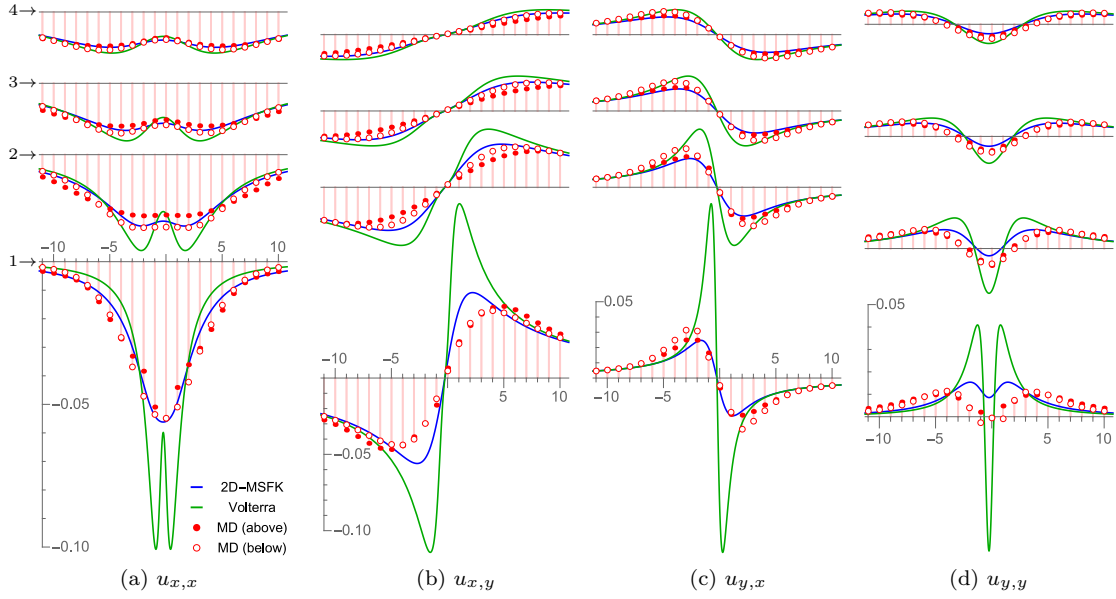 4→
3→
2→
1→
−10 −5 5 10
−0.05
−0.10
2D−MSFK
Volterra
MD (above)
MD (below)
−10 −5 5 10
−0.05
−0.10
0.05
−10 −5 5 10
0.05
−10 −5 5 10
(a) u_{x,x} (b) u_{x,y} (c) u_{y,x} (d) u_{y,y}